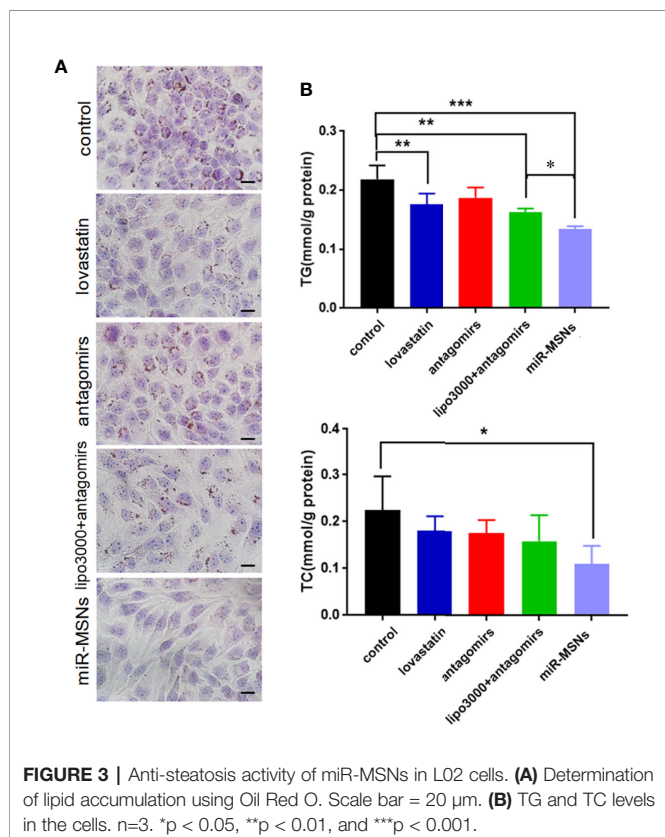 A
control
lovastatin
antagomirs
lipo3000+antagomirs
miR-MSNs
B
***
**
**
*
TG(mmol/g protein)
0.3
0.2
0.1
0.0
control
lovastatin
antagomirs
lipo3000+antagomirs
miR-MSNs
*
TC(mmol/g protein)
0.4
0.3
0.2
0.1
0.0
control
lovastatin
antagomirs
lipo3000+antagomirs
miR-MSNs
FIGURE 3 | Anti-steatosis activity of miR-MSNs in L02 cells. (A) Determination
of lipid accumulation using Oil Red O. Scale bar = 20 μm. (B) TG and TC levels
in the cells. n=3. *p < 0.05, **p < 0.01, and ***p < 0.001.